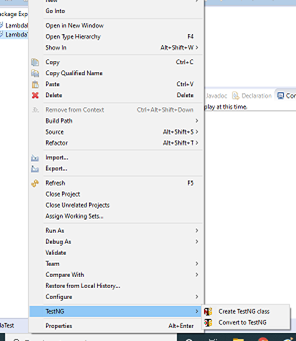 New
Go Into
Open in New Window
Open Type Hierarchy F4
Show In Alt+Shift+W >
Copy Ctrl+C
Copy Qualified Name
Paste Ctrl+V
Delete Delete
Remove from Context Ctrl+Alt+Shift+Down
Build Path >
Source Alt+Shift+S >
Refactor Alt+Shift+T >
Import...
Export...
Refresh F5
Close Project
Close Unrelated Projects
Assign Working Sets...
Run As >
Debug As >
Validate
Team >
Compare With >
Restore from Local History...
Configure >
TestNG >
Properties Alt+Enter
Create TestNG class
Convert to TestNG
Package Exp
Lambda
Lambda
Javadoc
Declaration
Con
play at this time.
daTest